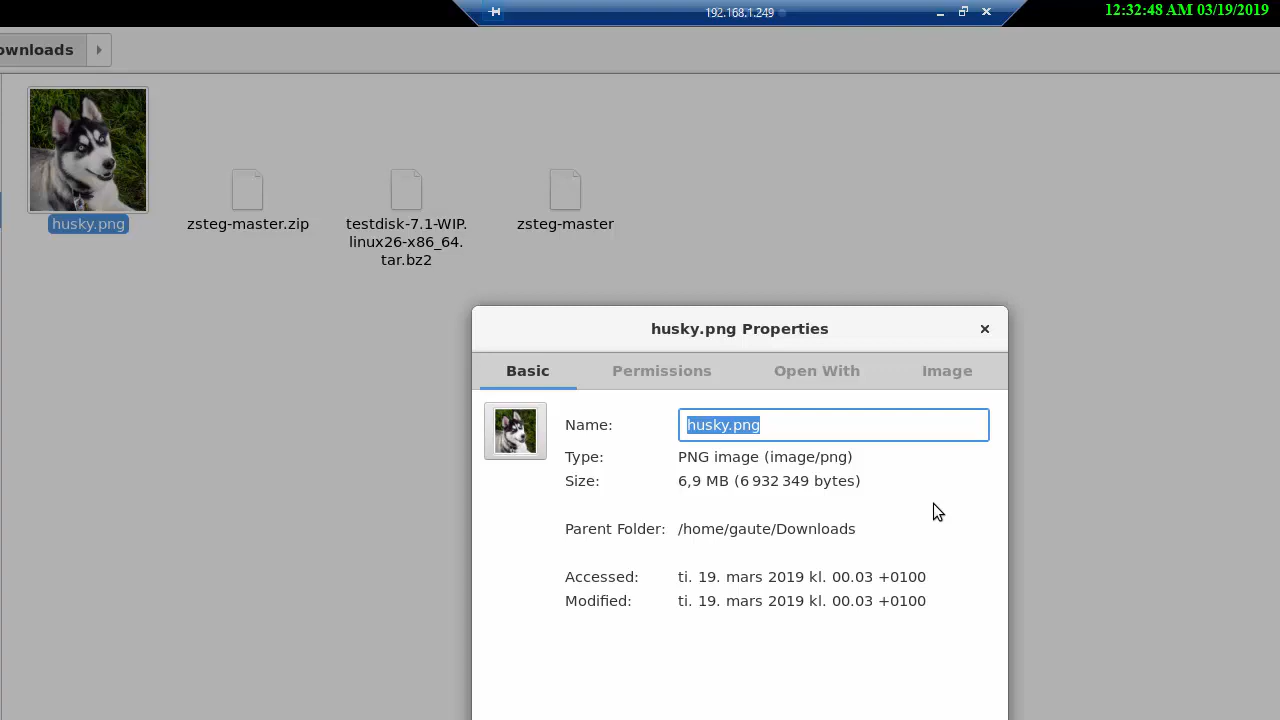 192.168.1.249
12:32:48 AM 03/19/2019
ownloads
husky.png
zsteg-master.zip
testdisk-7.1-WIP.
linux26-x86_64.
tar.bz2
zsteg-master
husky.png Properties
Basic Permissions Open With Image
Name: husky.png
Type: PNG image (image/png)
Size: 6,9 MB (6 932 349 bytes)
Parent Folder: /home/gaute/Downloads
Accessed: ti. 19. mars 2019 kl. 00.03 +0100
Modified: ti. 19. mars 2019 kl. 00.03 +0100